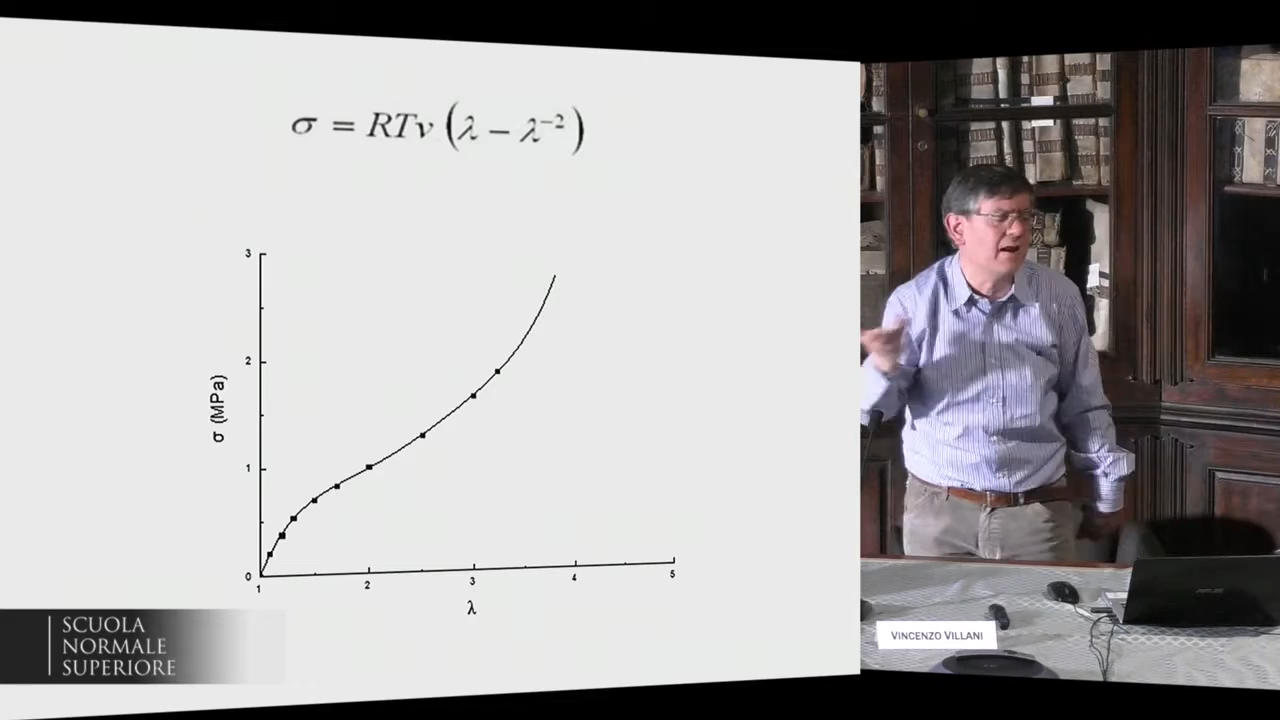 σ = RTν (λ − λ⁻²)
3
2
1
0
σ (MPa)
1 2 3 4 5
λ
SCUOLA
NORMALE
SUPERIORE
VINCENZO VILLANI